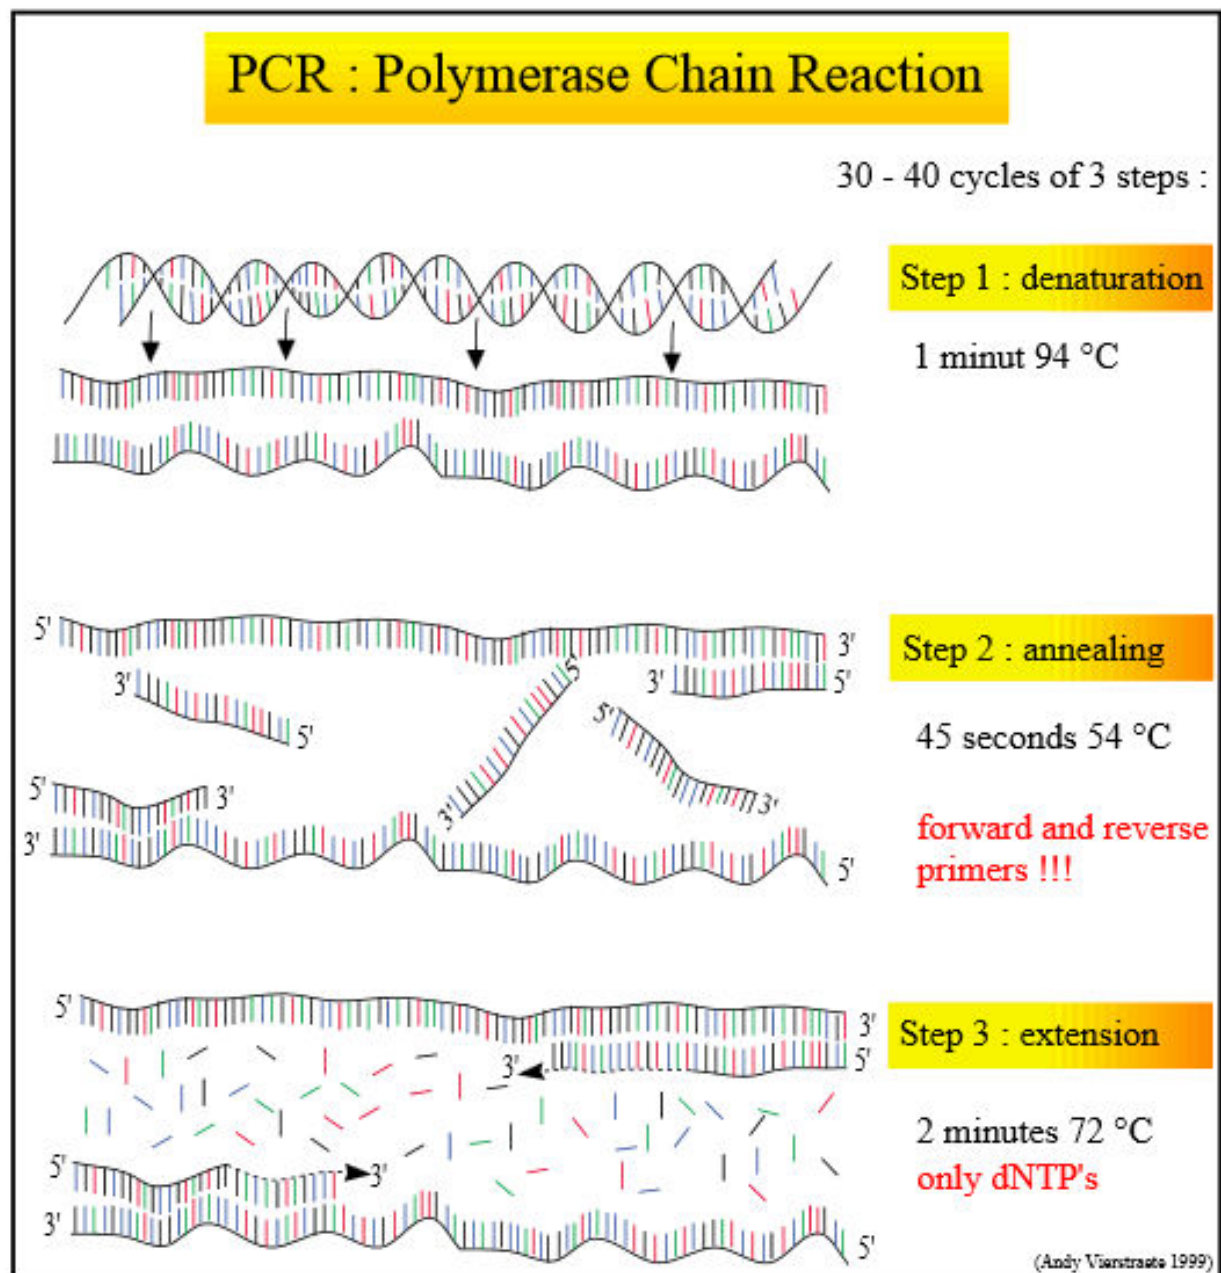 PCR : Polymerase Chain Reaction
30 - 40 cycles of 3 steps :
Step 1 : denaturation
1 minut 94 °C
5'
3'
Step 2 : annealing
3'
5'
5'
3'
5'
45 seconds 54 °C
5'
5'
3'
3'
3'
forward and reverse
primers !!!
3'
5'
5'
3'
Step 3 : extension
3'
5'
2 minutes 72 °C
only dNTP's
5'
3'
3'
5'
(Andy Vierstraete 1999)